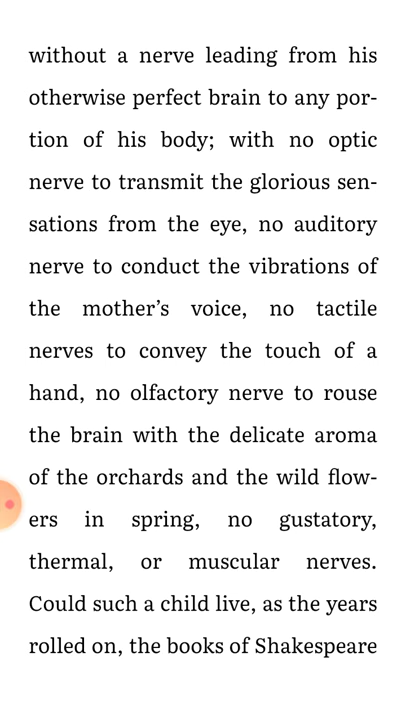 without a nerve leading from his
otherwise perfect brain to any por-
tion of his body; with no optic
nerve to transmit the glorious sen-
sations from the eye, no auditory
nerve to conduct the vibrations of
the mother’s voice, no tactile
nerves to convey the touch of a
hand, no olfactory nerve to rouse
the brain with the delicate aroma
of the orchards and the wild flow-
ers in spring, no gustatory,
thermal, or muscular nerves.
Could such a child live, as the years
rolled on, the books of Shakespeare